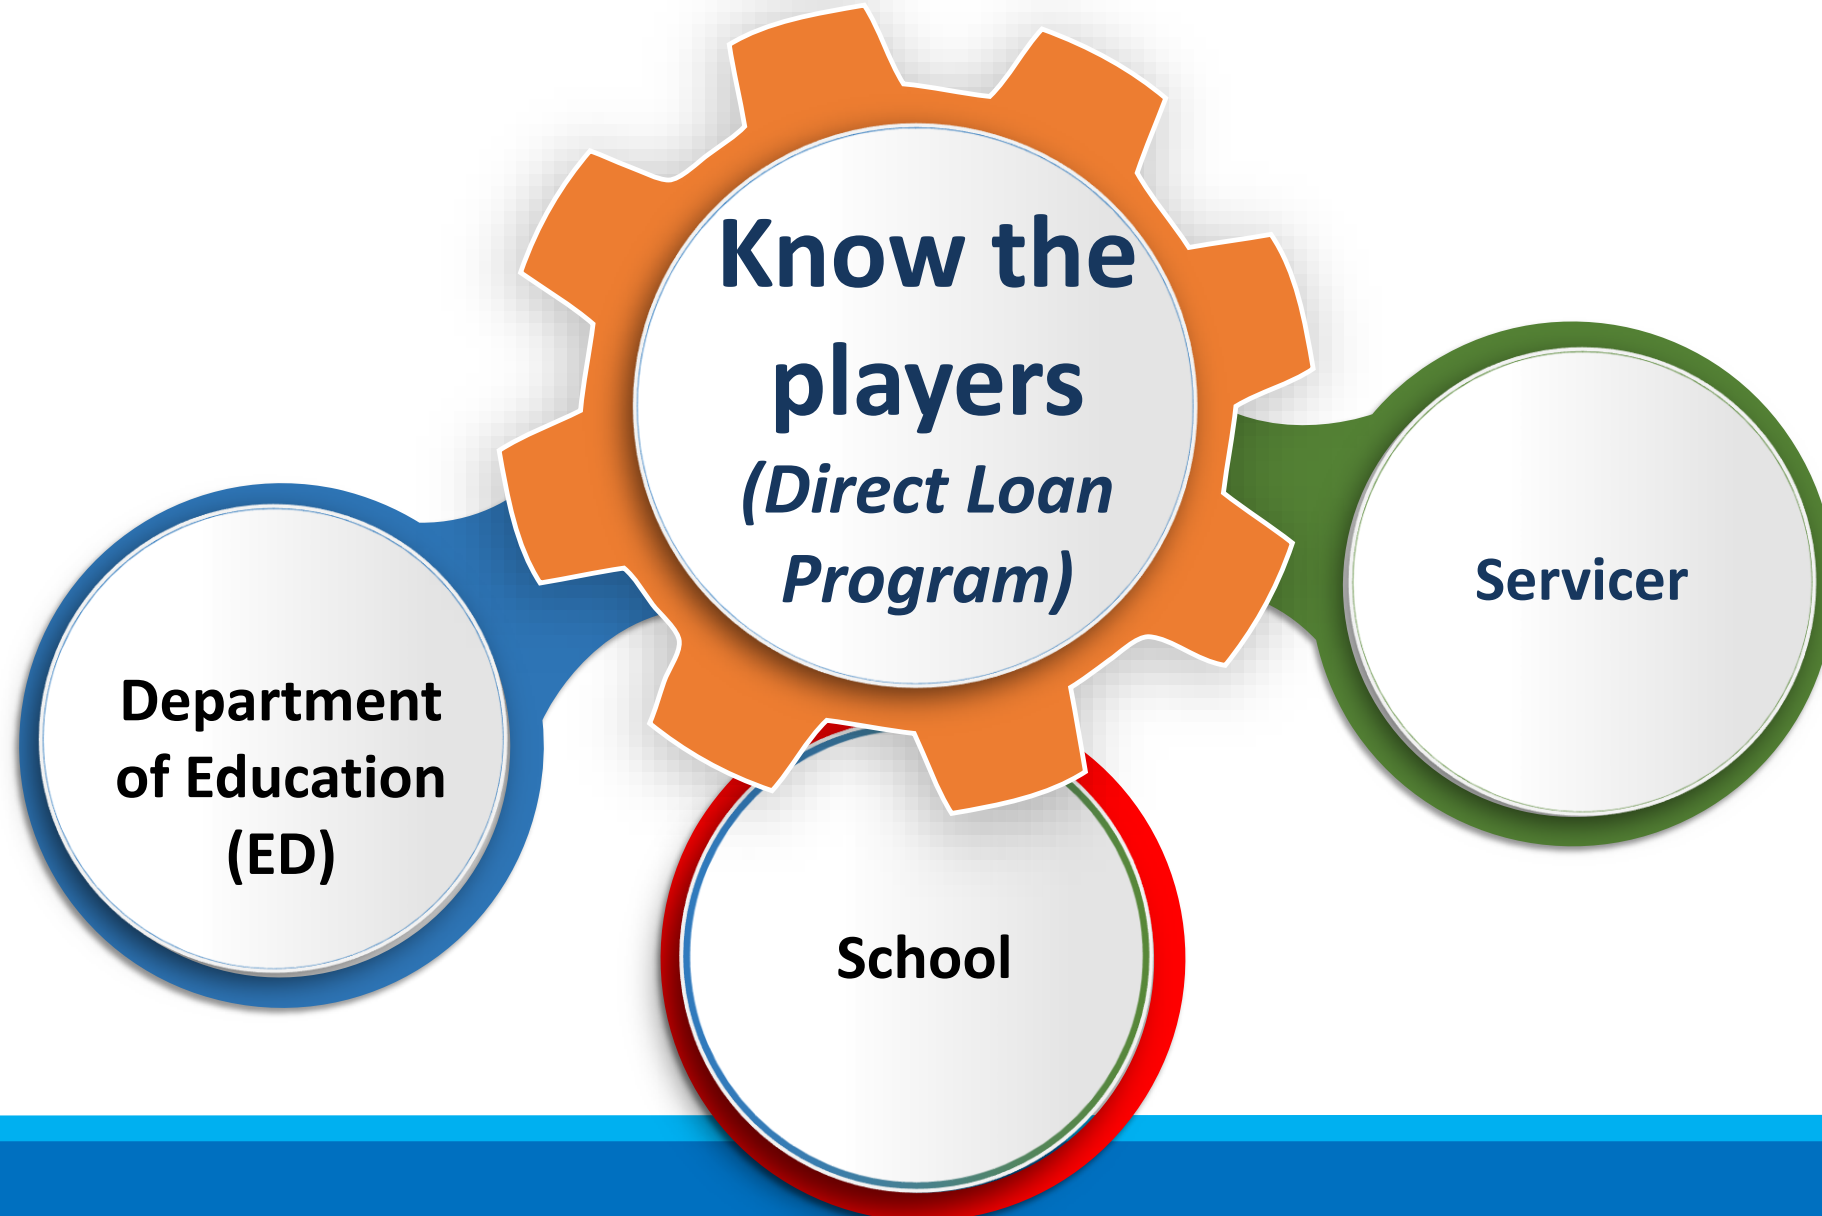 Know the
players
(Direct Loan
Program)
Servicer
Department
of Education
(ED)
School